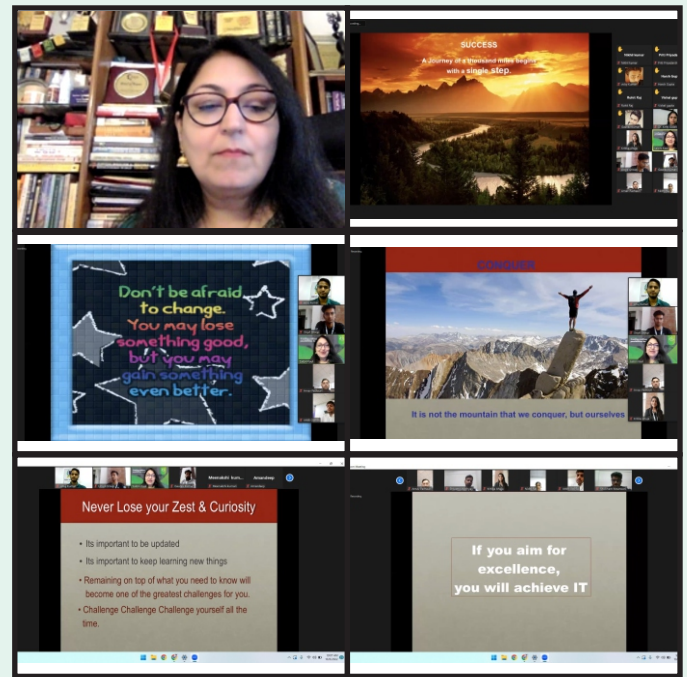 SUCCESS
A Journey of a thousand miles begins
with a single step.
Don't be afraid
to change.
You may lose
something good,
but you may
gain something
even better.
CONQUER
It is not the mountain that we conquer, but ourselves
Meenakshi kum...
Amandeep
Never Lose your Zest & Curiosity
• Its important to be updated
• Its important to keep learning new things
• Remaining on top of what you need to know will
become one of the greatest challenges for you.
• Challenge Challenge Challenge yourself all the
time.
If you aim for
excellence,
you will achieve IT